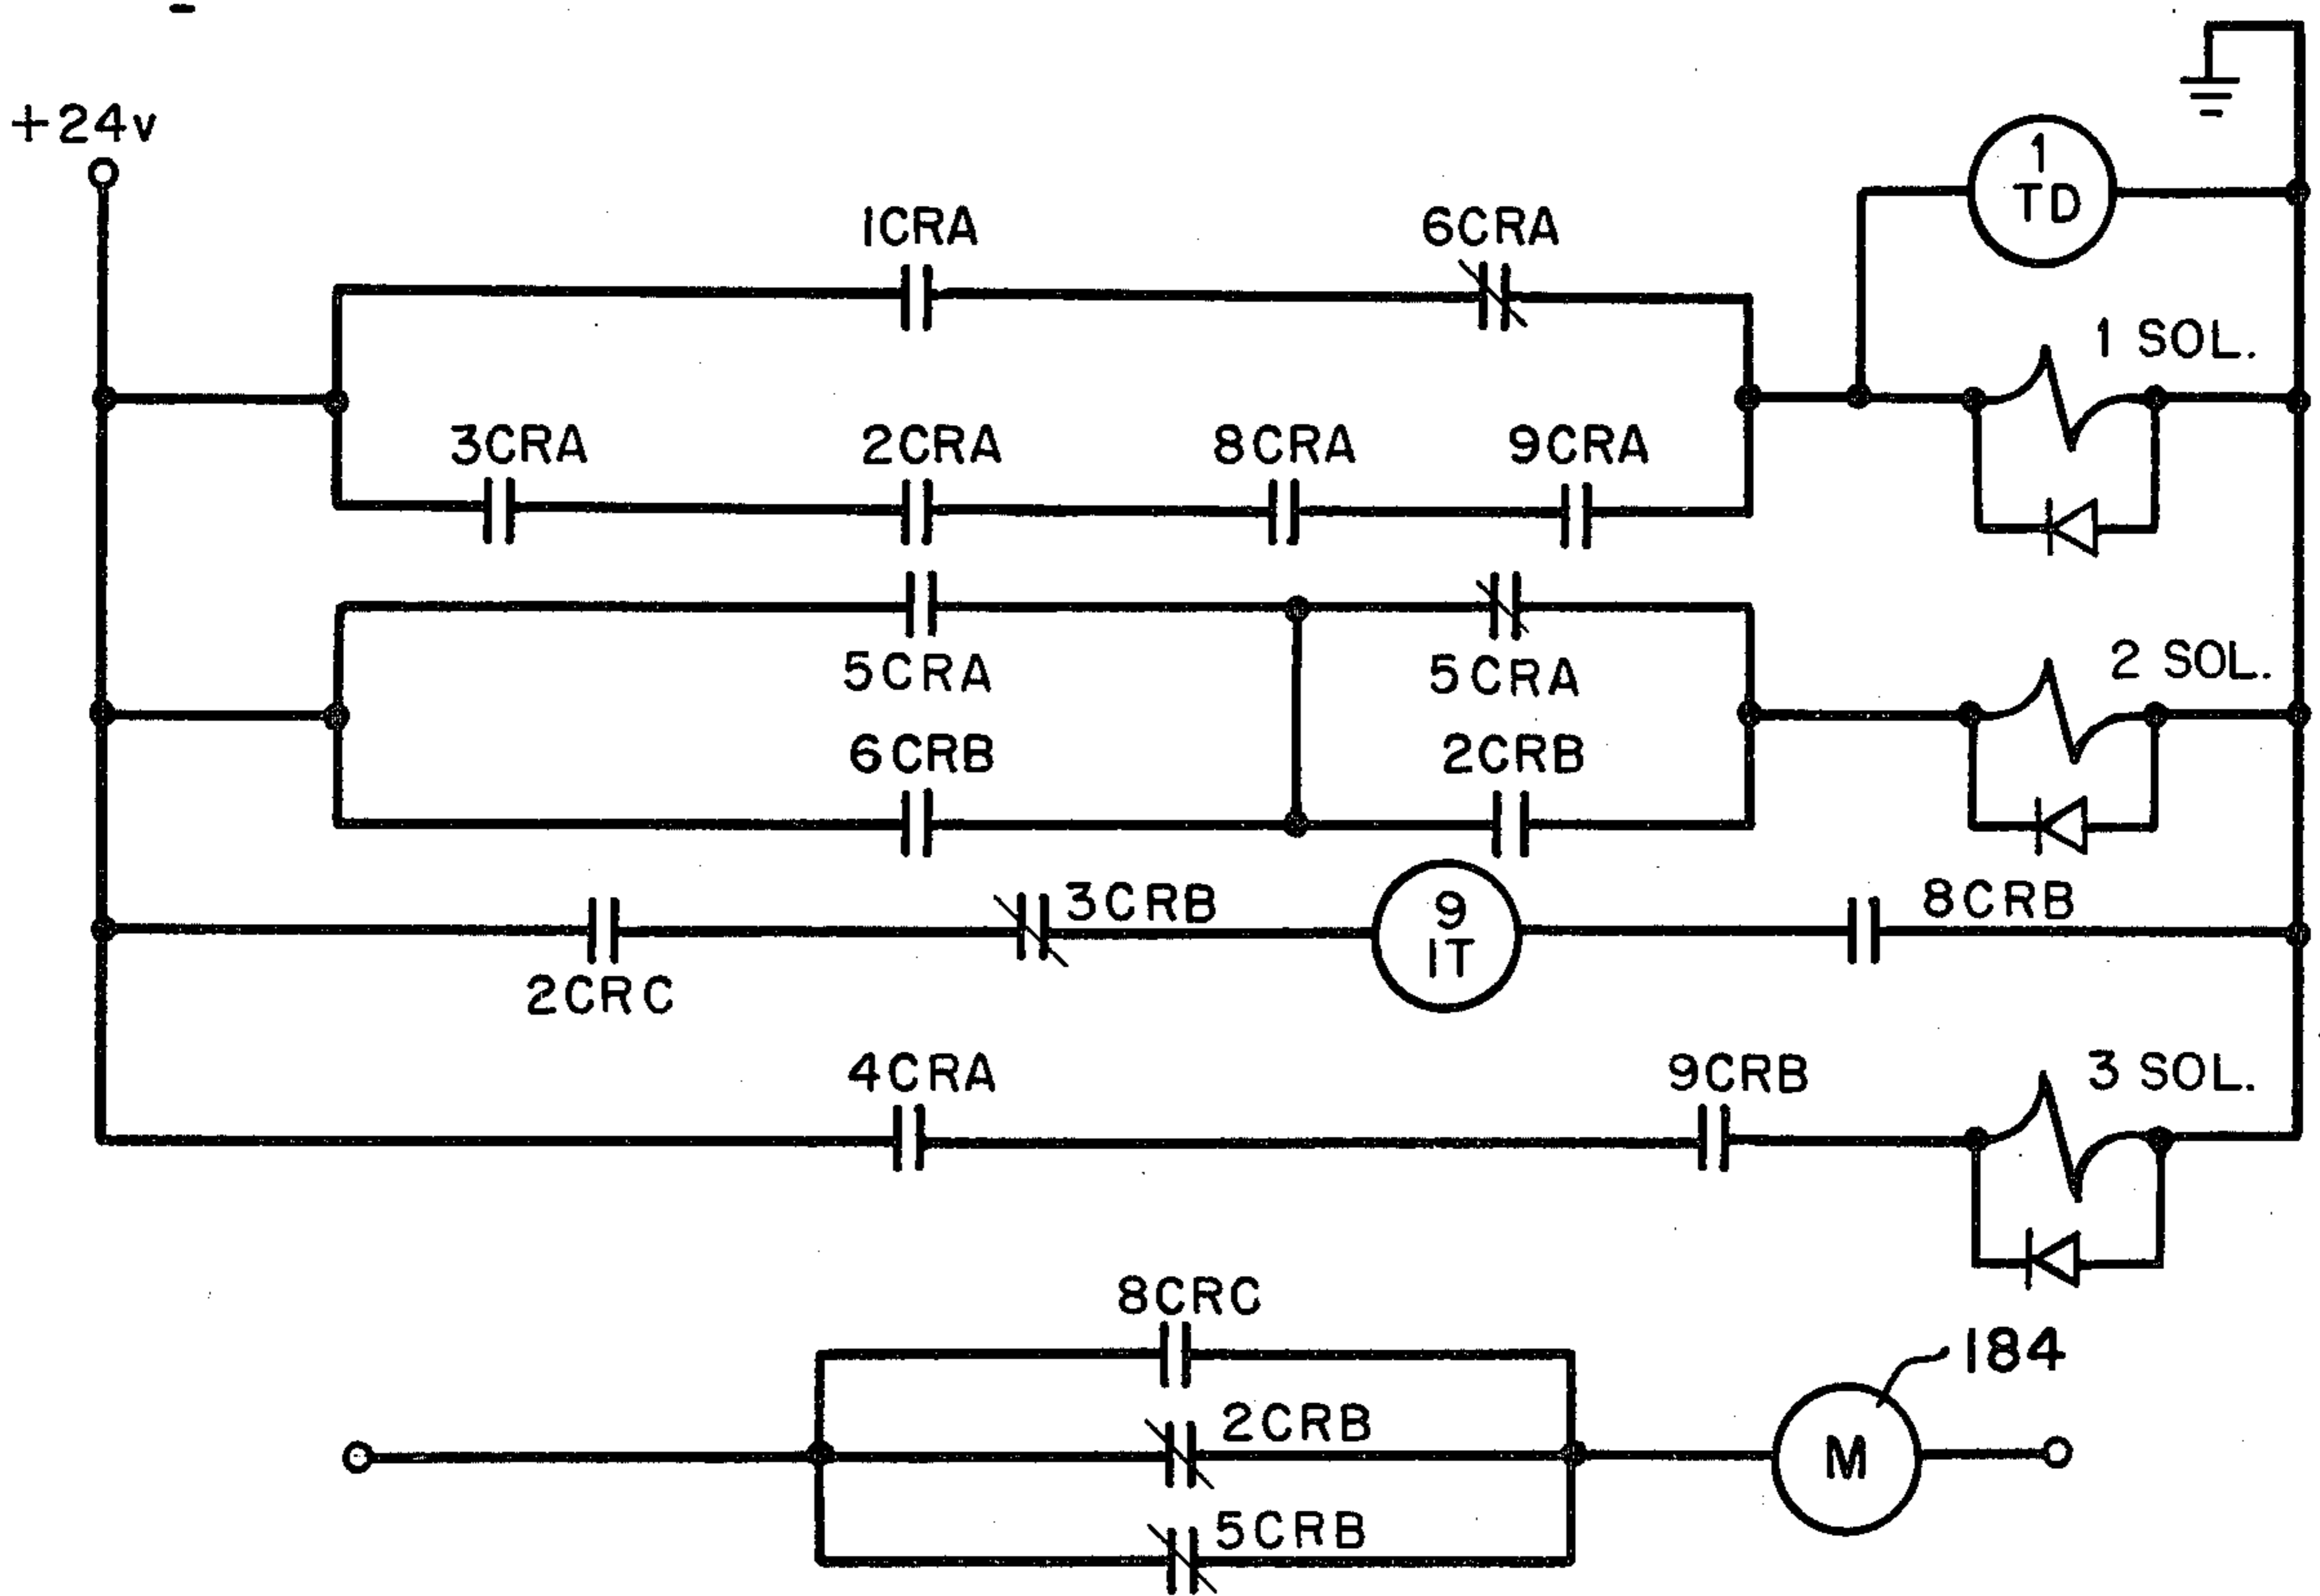 +24v
1
TD
1CRA
6CRA
1 SOL.
3CRA
2CRA
8CRA
9CRA
5CRA
5CRA
2 SOL.
6CRB
2CRB
3CRB
9
1T
8CRB
2CRC
4CRA
9CRB
3 SOL.
8CRC
184
2CRB
M
5CRB